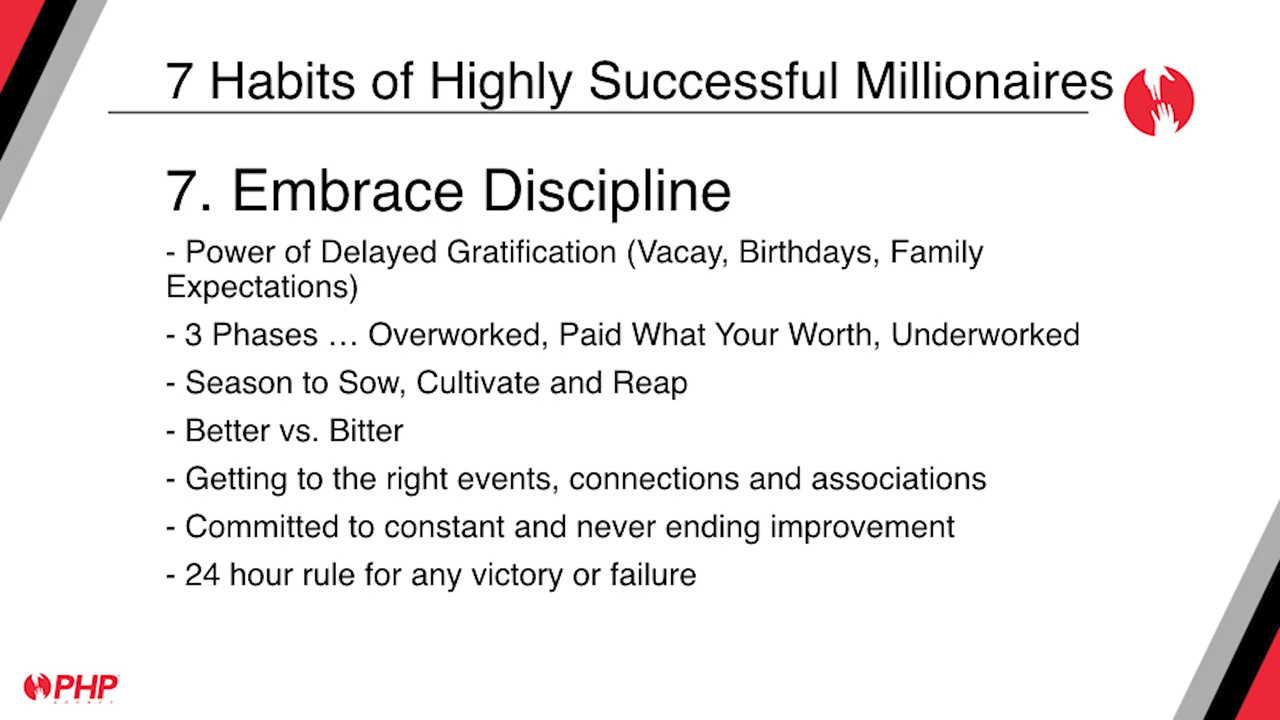 7 Habits of Highly Successful Millionaires
7. Embrace Discipline
- Power of Delayed Gratification (Vacay, Birthdays, Family
Expectations)
- 3 Phases … Overworked, Paid What Your Worth, Underworked
- Season to Sow, Cultivate and Reap
- Better vs. Bitter
- Getting to the right events, connections and associations
- Committed to constant and never ending improvement
- 24 hour rule for any victory or failure
PHP
AGENCY